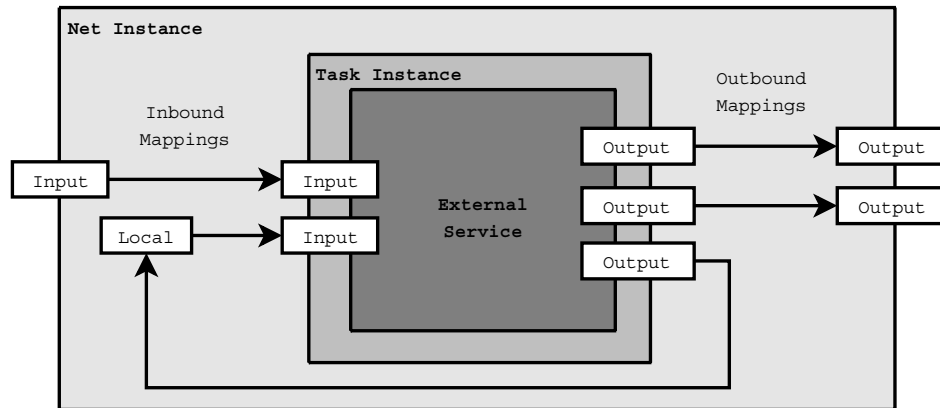 Net Instance
Task Instance
Inbound
Mappings
Outbound
Mappings
Input
Input
Output
Output
Local
Input
External
Service
Output
Output
Output